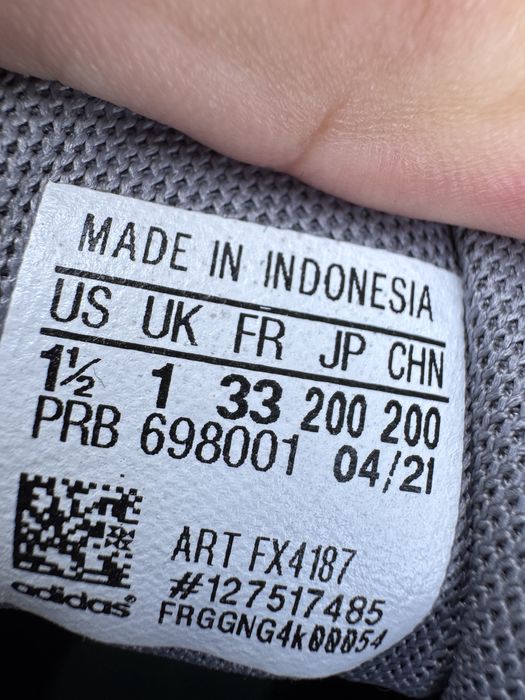 MADE IN INDONESIA
US UK FR JP CHN
1½ 1 33 200 200
PRB 698001 04/21
ART FX4187
#127517485
adidas®
FRGGNG4k00054